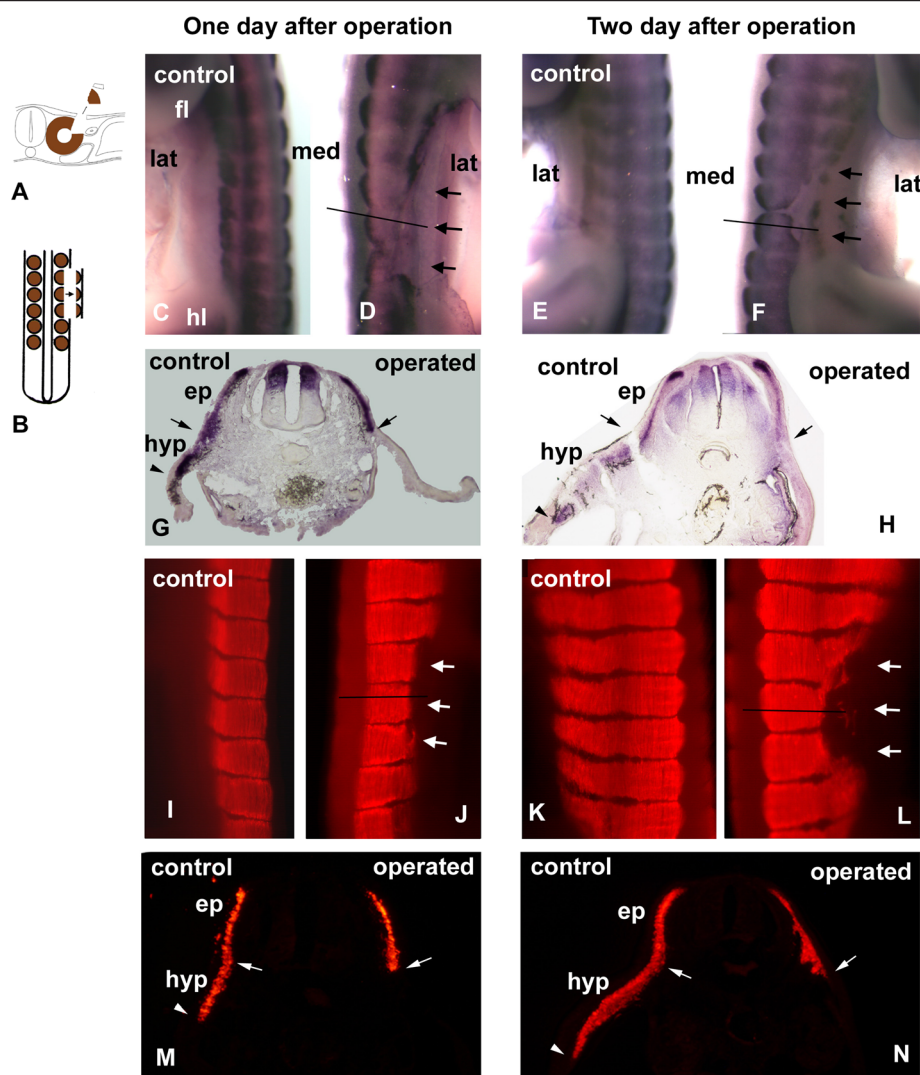 One day after operation
Two day after operation
A
B
control
fl
lat
C
hl
med
lat
D
control
lat
E
med
lat
F
control
ep
hyp
operated
G
control
ep
hyp
operated
H
control
I
J
control
K
L
control
ep
hyp
operated
M
control
ep
hyp
operated
N